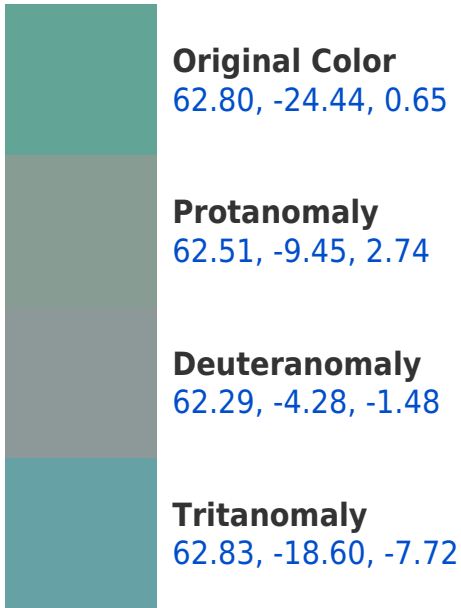 Original Color
62.80, -24.44, 0.65
Protanomaly
62.51, -9.45, 2.74
Deuteranomaly
62.29, -4.28, -1.48
Tritanomaly
62.83, -18.60, -7.72